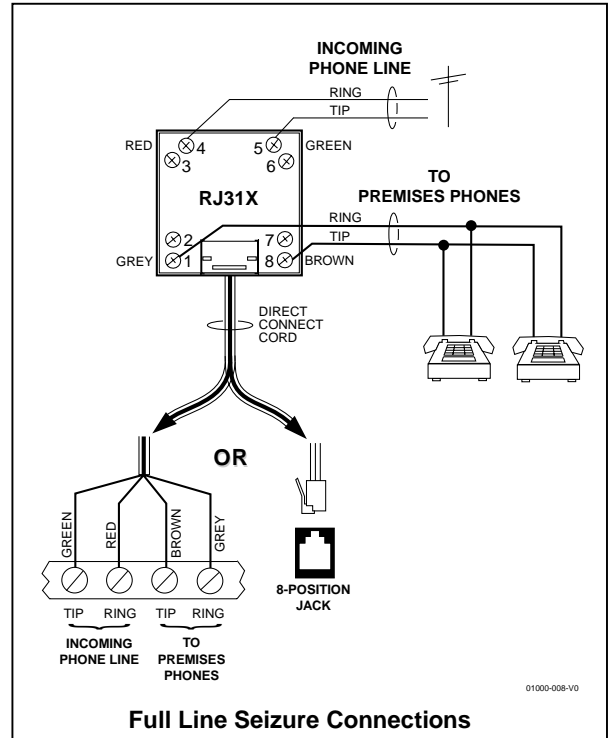 INCOMING
PHONE LINE
RING
TIP
RED
4
5
GREEN
3
6
RJ31X
TO
PREMISES PHONES
RING
TIP
2
7
GREY
1
8
BROWN
DIRECT
CONNECT
CORD
OR
GREEN
RED
BROWN
GREY
8-POSITION
JACK
TIP RING TIP RING
INCOMING
PHONE LINE
TO
PREMISES
PHONES
01000-008-V0
Full Line Seizure Connections